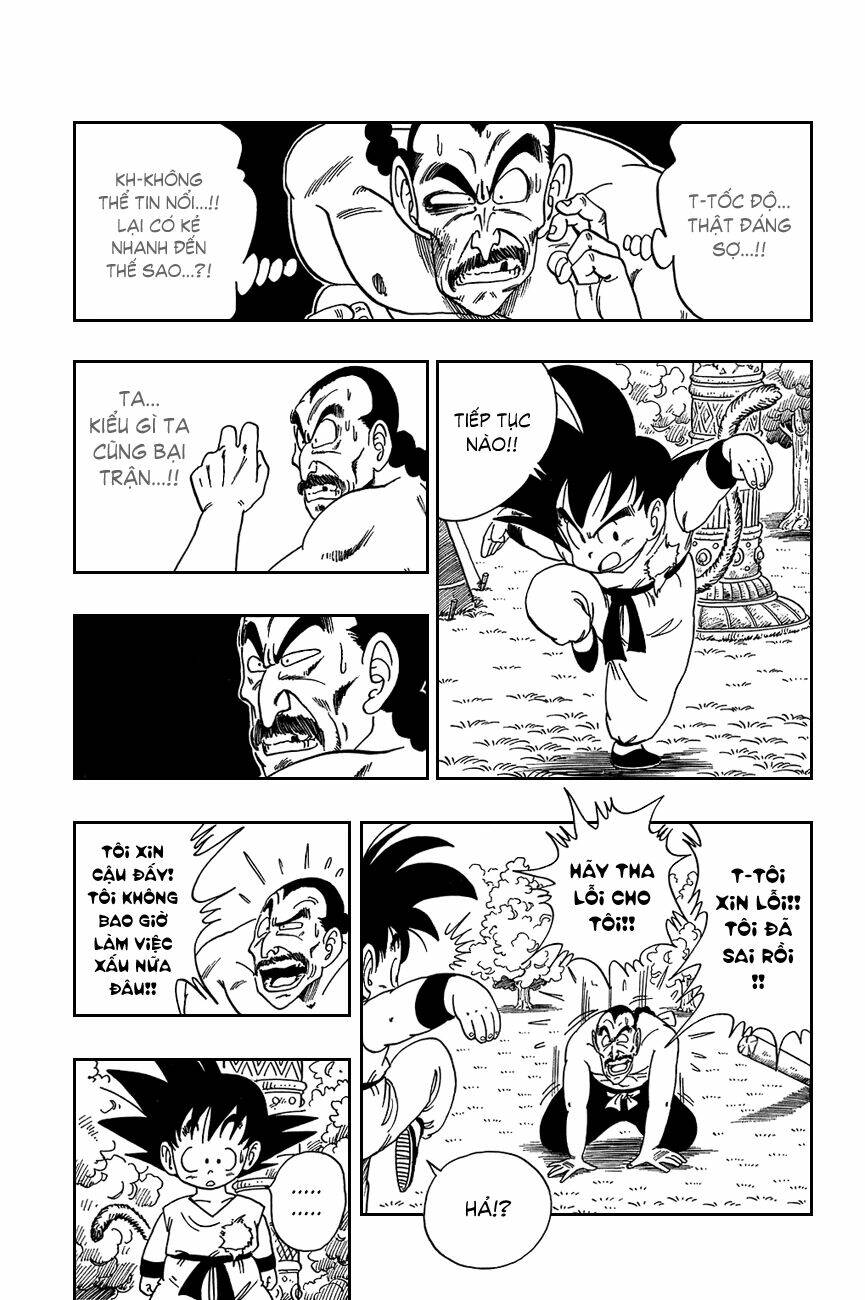 T-TỐC ĐỘ...
THẬT ĐÁNG
SỢ...!!
KH-KHÔNG
THỂ TIN NỔI...!!
LẠI CÓ KẺ
NHANH ĐẾN
THẾ SAO...?!
TIẾP TỤC
NÀO!!
TA...
KIỂU GÌ TA
CŨNG BẠI
TRẬN...!!
T-TÔI
XIN LỖI!!
TÔI ĐÃ
SAI RỒI
!!
HÃY THA
LỖI CHO
TÔI!!
HẢ!?
TÔI XIN
CẬU ĐẤY!
TÔI KHÔNG
BAO GIỜ
LÀM VIỆC
XẤU NỮA
ĐÂU!!
.....
.....